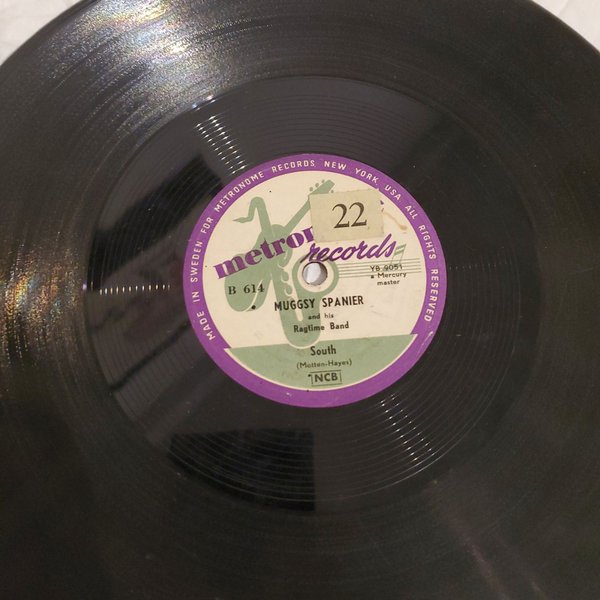 MADE IN SWEDEN FOR METRONOME RECORDS, NEW YORK, USA. ALL RIGHTS RESERVED
22
records
YB 9051
a Mercury
master
B 614
MUGGSY SPANIER
and his
Ragtime Band
South
(Motten-Hayes)
NCB